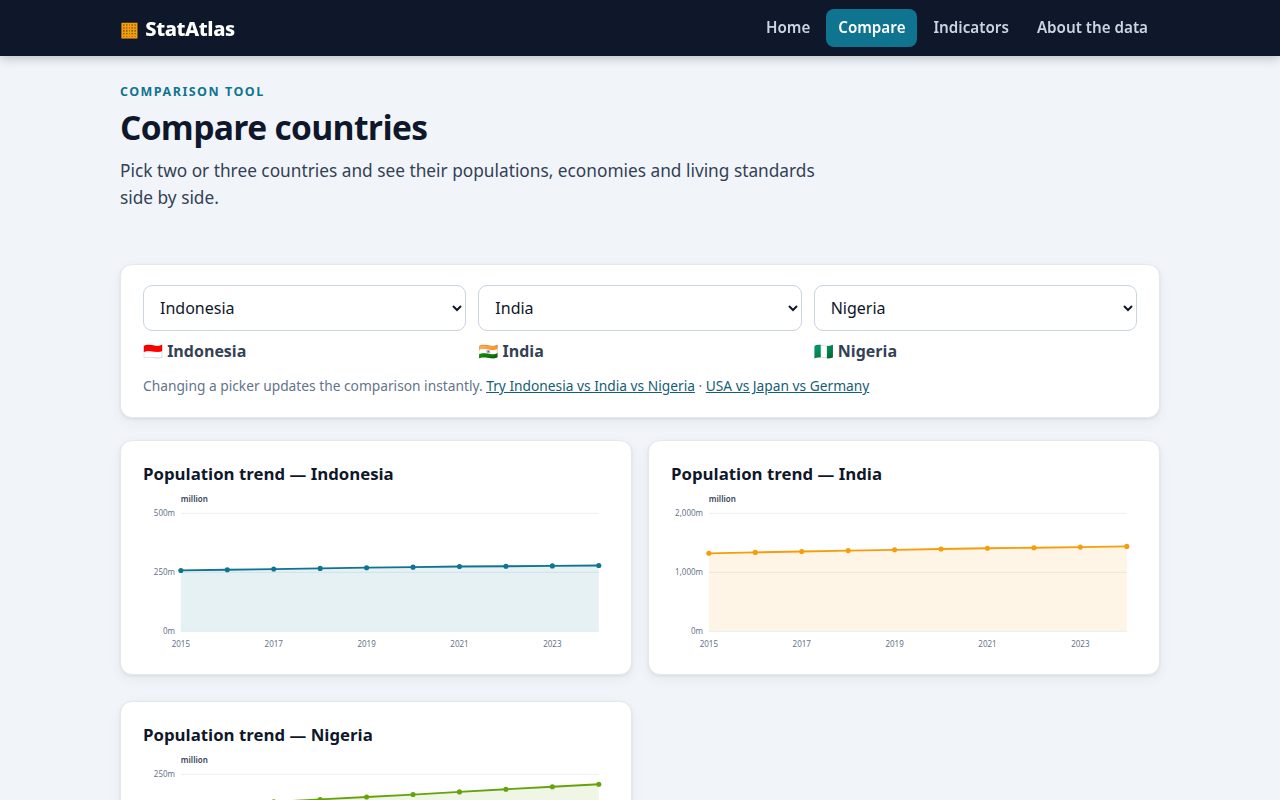 StatAtlas
Home
Compare
Indicators
About the data
COMPARISON TOOL
Compare countries
Pick two or three countries and see their populations, economies and living standards
side by side.
Indonesia
India
Nigeria
Indonesia
India
Nigeria
Changing a picker updates the comparison instantly. Try Indonesia vs India vs Nigeria · USA vs Japan vs Germany
Population trend — Indonesia
million
500m
250m
0m
2015 2017 2019 2021 2023
Population trend — India
million
2,000m
1,000m
0m
2015 2017 2019 2021 2023
Population trend — Nigeria
million
250m